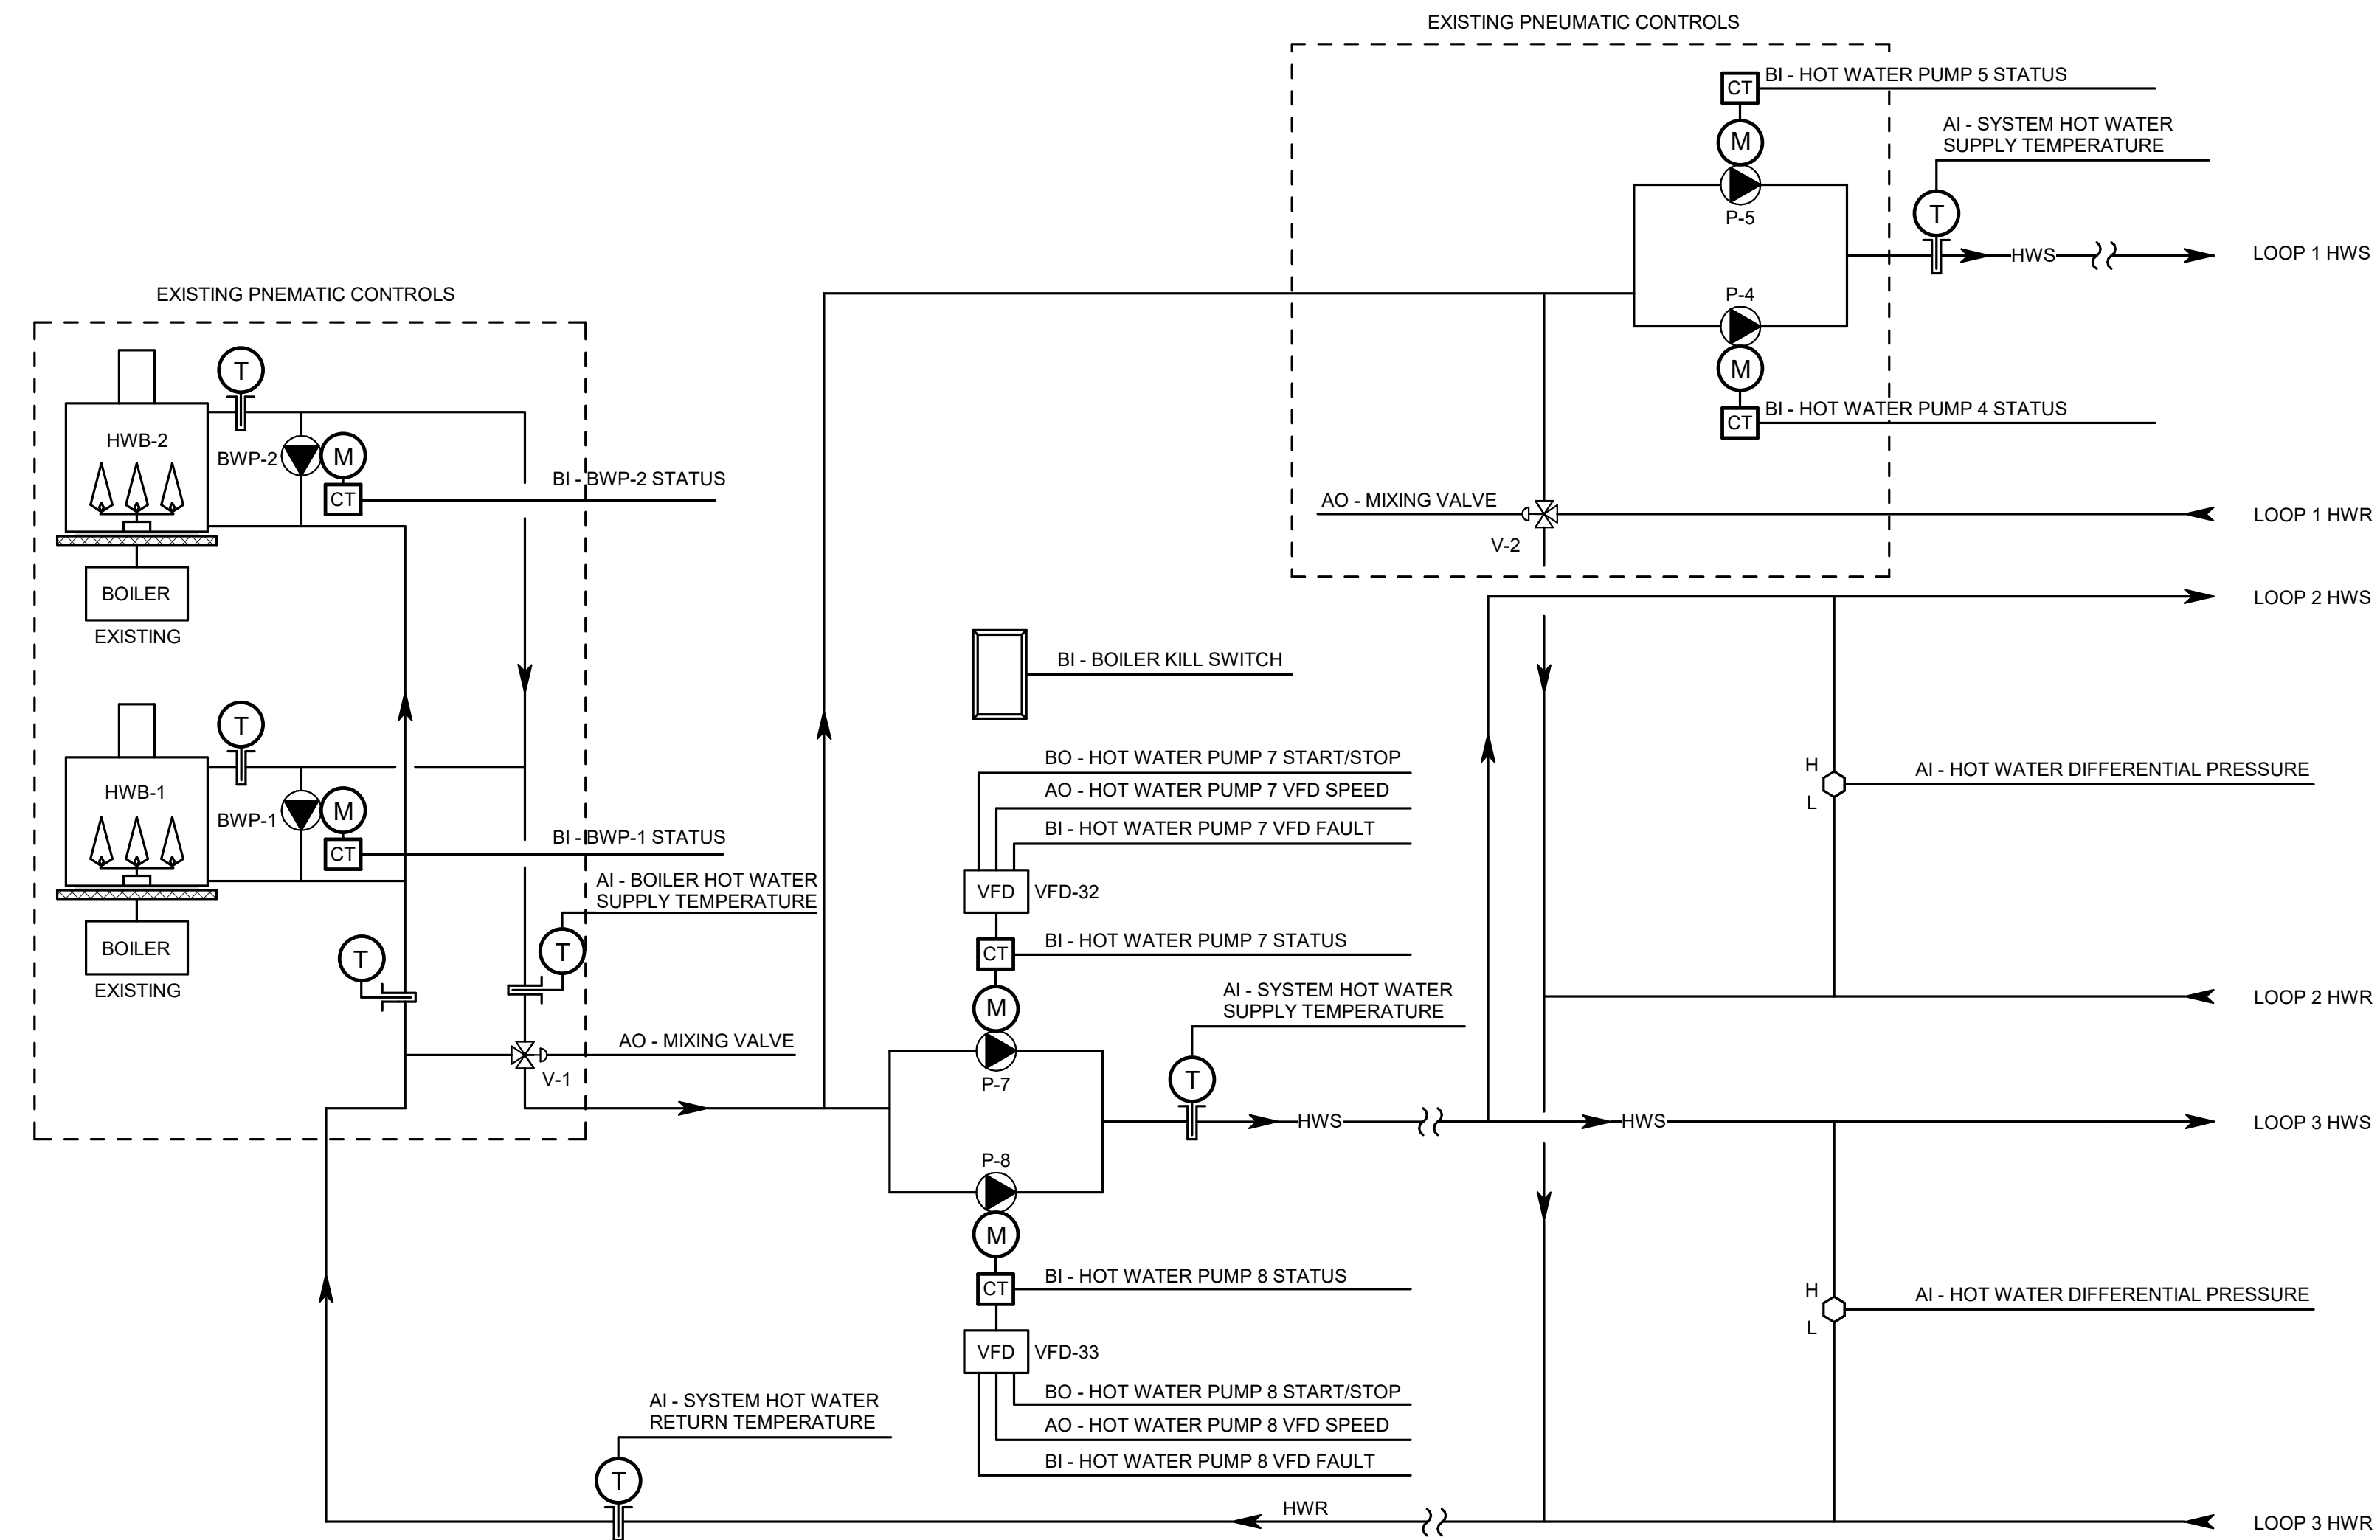 EXISTING PNEUMATIC CONTROLS
CT
BI - HOT WATER PUMP 5 STATUS
M
P-5
AI - SYSTEM HOT WATER
SUPPLY TEMPERATURE
T
HWS
LOOP 1 HWS
P-4
M
CT
BI - HOT WATER PUMP 4 STATUS
AO - MIXING VALVE
V-2
LOOP 1 HWR
EXISTING PNEMATIC CONTROLS
T
HWB-2
BWP-2
M
CT
BI - BWP-2 STATUS
BOILER
EXISTING
T
HWB-1
BWP-1
M
CT
BI - BWP-1 STATUS
BOILER
EXISTING
AI - BOILER HOT WATER
SUPPLY TEMPERATURE
T
T
AO - MIXING VALVE
V-1
BI - BOILER KILL SWITCH
BO - HOT WATER PUMP 7 START/STOP
AO - HOT WATER PUMP 7 VFD SPEED
BI - HOT WATER PUMP 7 VFD FAULT
VFD
VFD-32
CT
BI - HOT WATER PUMP 7 STATUS
M
P-7
AI - SYSTEM HOT WATER
SUPPLY TEMPERATURE
T
HWS
HWS
P-8
M
CT
BI - HOT WATER PUMP 8 STATUS
VFD
VFD-33
BO - HOT WATER PUMP 8 START/STOP
AO - HOT WATER PUMP 8 VFD SPEED
BI - HOT WATER PUMP 8 VFD FAULT
LOOP 2 HWS
H
L
AI - HOT WATER DIFFERENTIAL PRESSURE
LOOP 2 HWR
LOOP 3 HWS
H
L
AI - HOT WATER DIFFERENTIAL PRESSURE
AI - SYSTEM HOT WATER
RETURN TEMPERATURE
T
HWR
LOOP 3 HWR